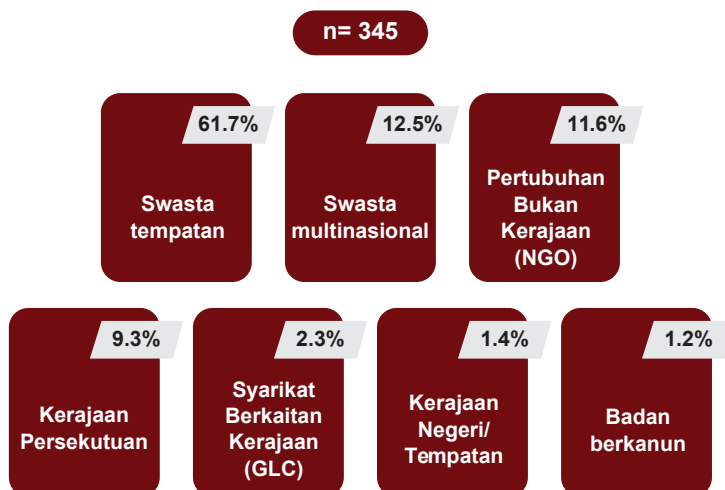 n= 345
61.7%
Swasta
tempatan
12.5%
Swasta
multinasional
11.6%
Pertubuhan
Bukan
Kerajaan
(NGO)
9.3%
Kerajaan
Persekutuan
2.3%
Syarikat
Berkaitan
Kerajaan
(GLC)
1.4%
Kerajaan
Negeri/
Tempatan
1.2%
Badan
berkanun